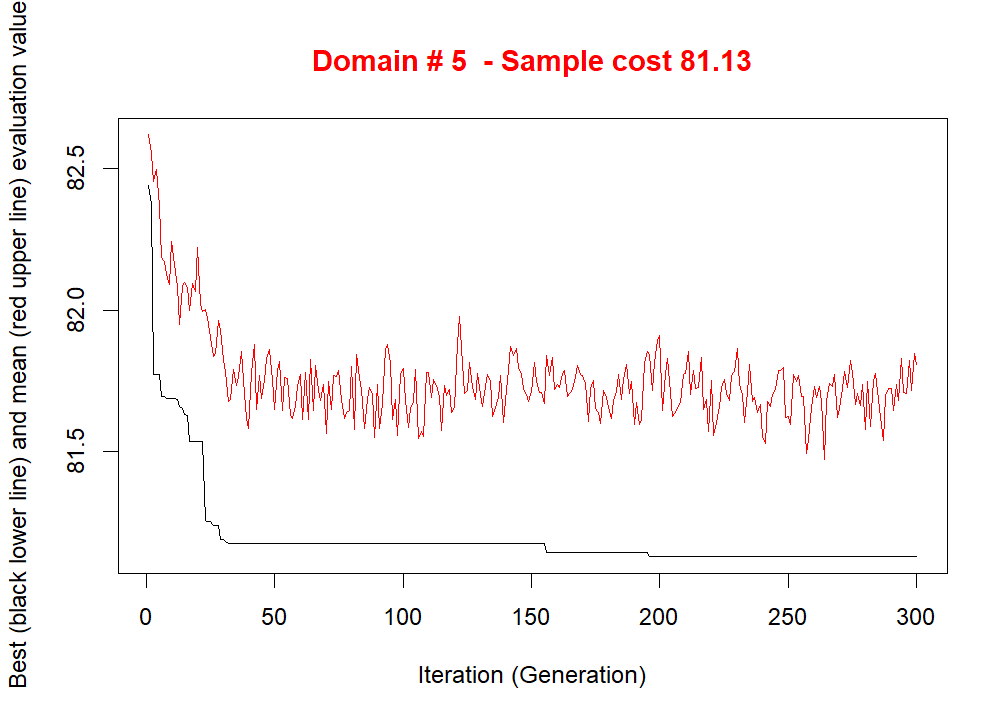 Domain # 5  - Sample cost 81.13
Best (black lower line) and mean (red upper line) evaluation value
82.5
82.0
81.5
0 50 100 150 200 250 300
Iteration (Generation)